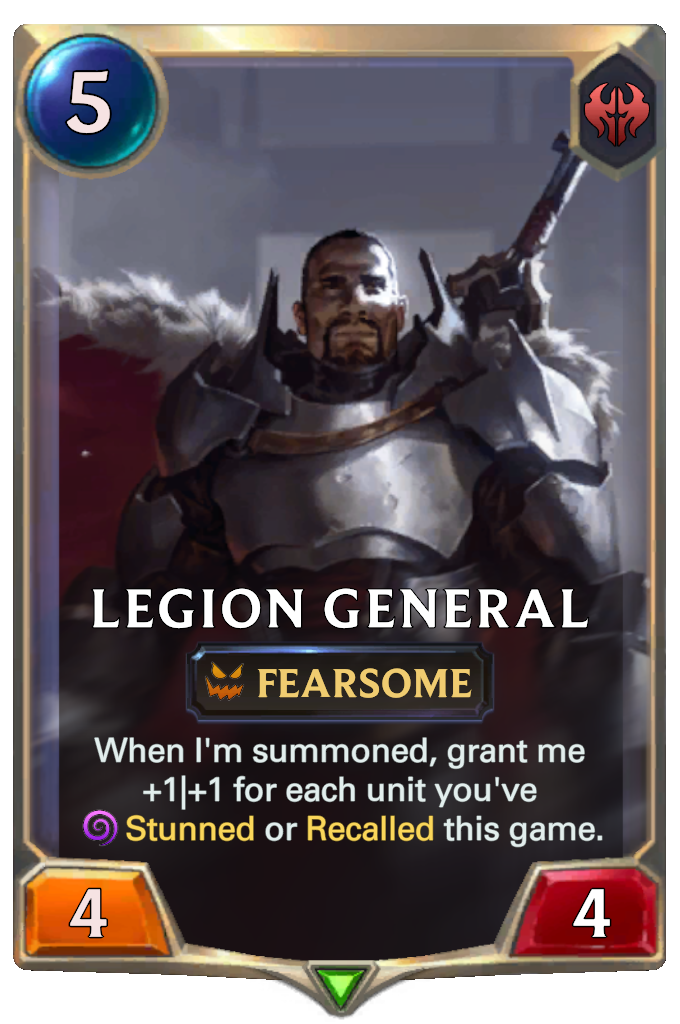 5
LEGION GENERAL
FEARSOME
When I'm summoned, grant me
+1|+1 for each unit you've
Stunned or Recalled this game.
4
4